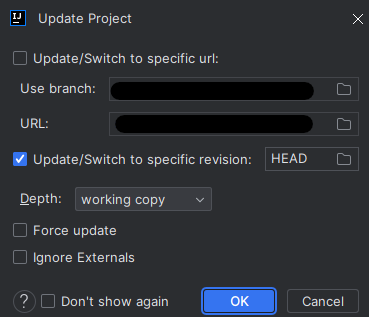 IJ Update Project
Update/Switch to specific url:
Use branch:
URL:
Update/Switch to specific revision: HEAD
Depth: working copy
Force update
Ignore Externals
? Don't show again OK Cancel